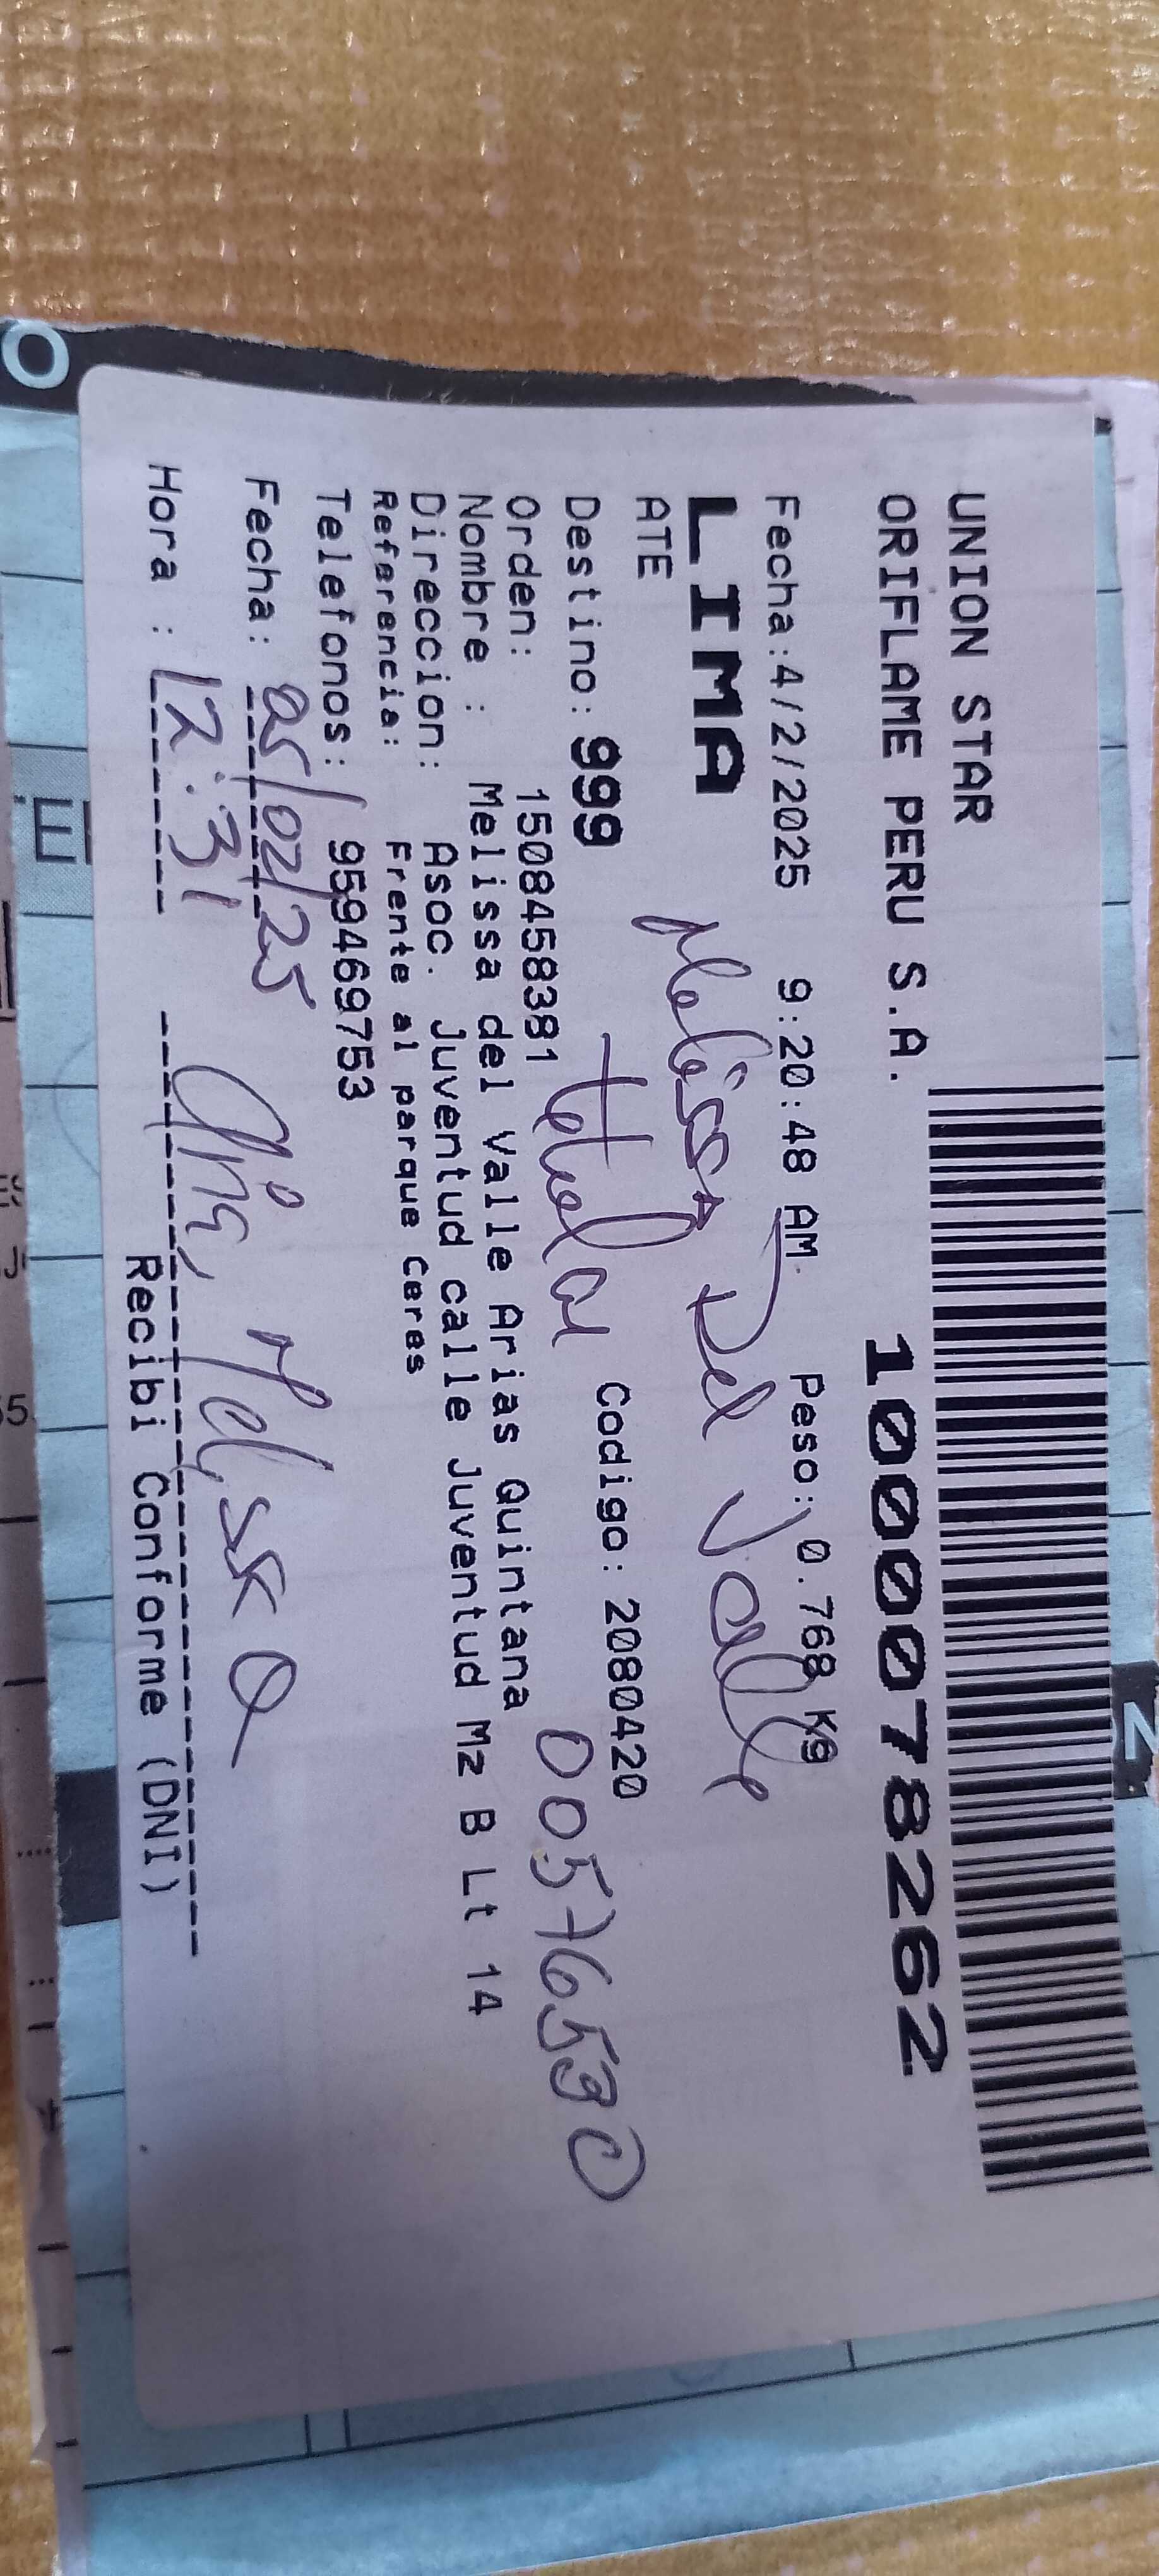 UNION STAR
ORIFLAME PERU S.A.
1000078262
Fecha:4/2/2025 9:20:48 AM Peso: 0.768 Kg
LIMA
Melissa Del Valle
ATE
titular
Destino: 999 Codigo: 2080420
Orden: 1508458381
005765390
Nombre : Melissa del Valle Arias Quintana
Direccion: Asoc. Juventud calle Juventud Mz B Lt 14
Referencia: Frente al parque Ceres
Telefonos: 959469753
Fecha: 05/02/25
Hora : 12:31
Melissa
Recibi Conforme (DNI)